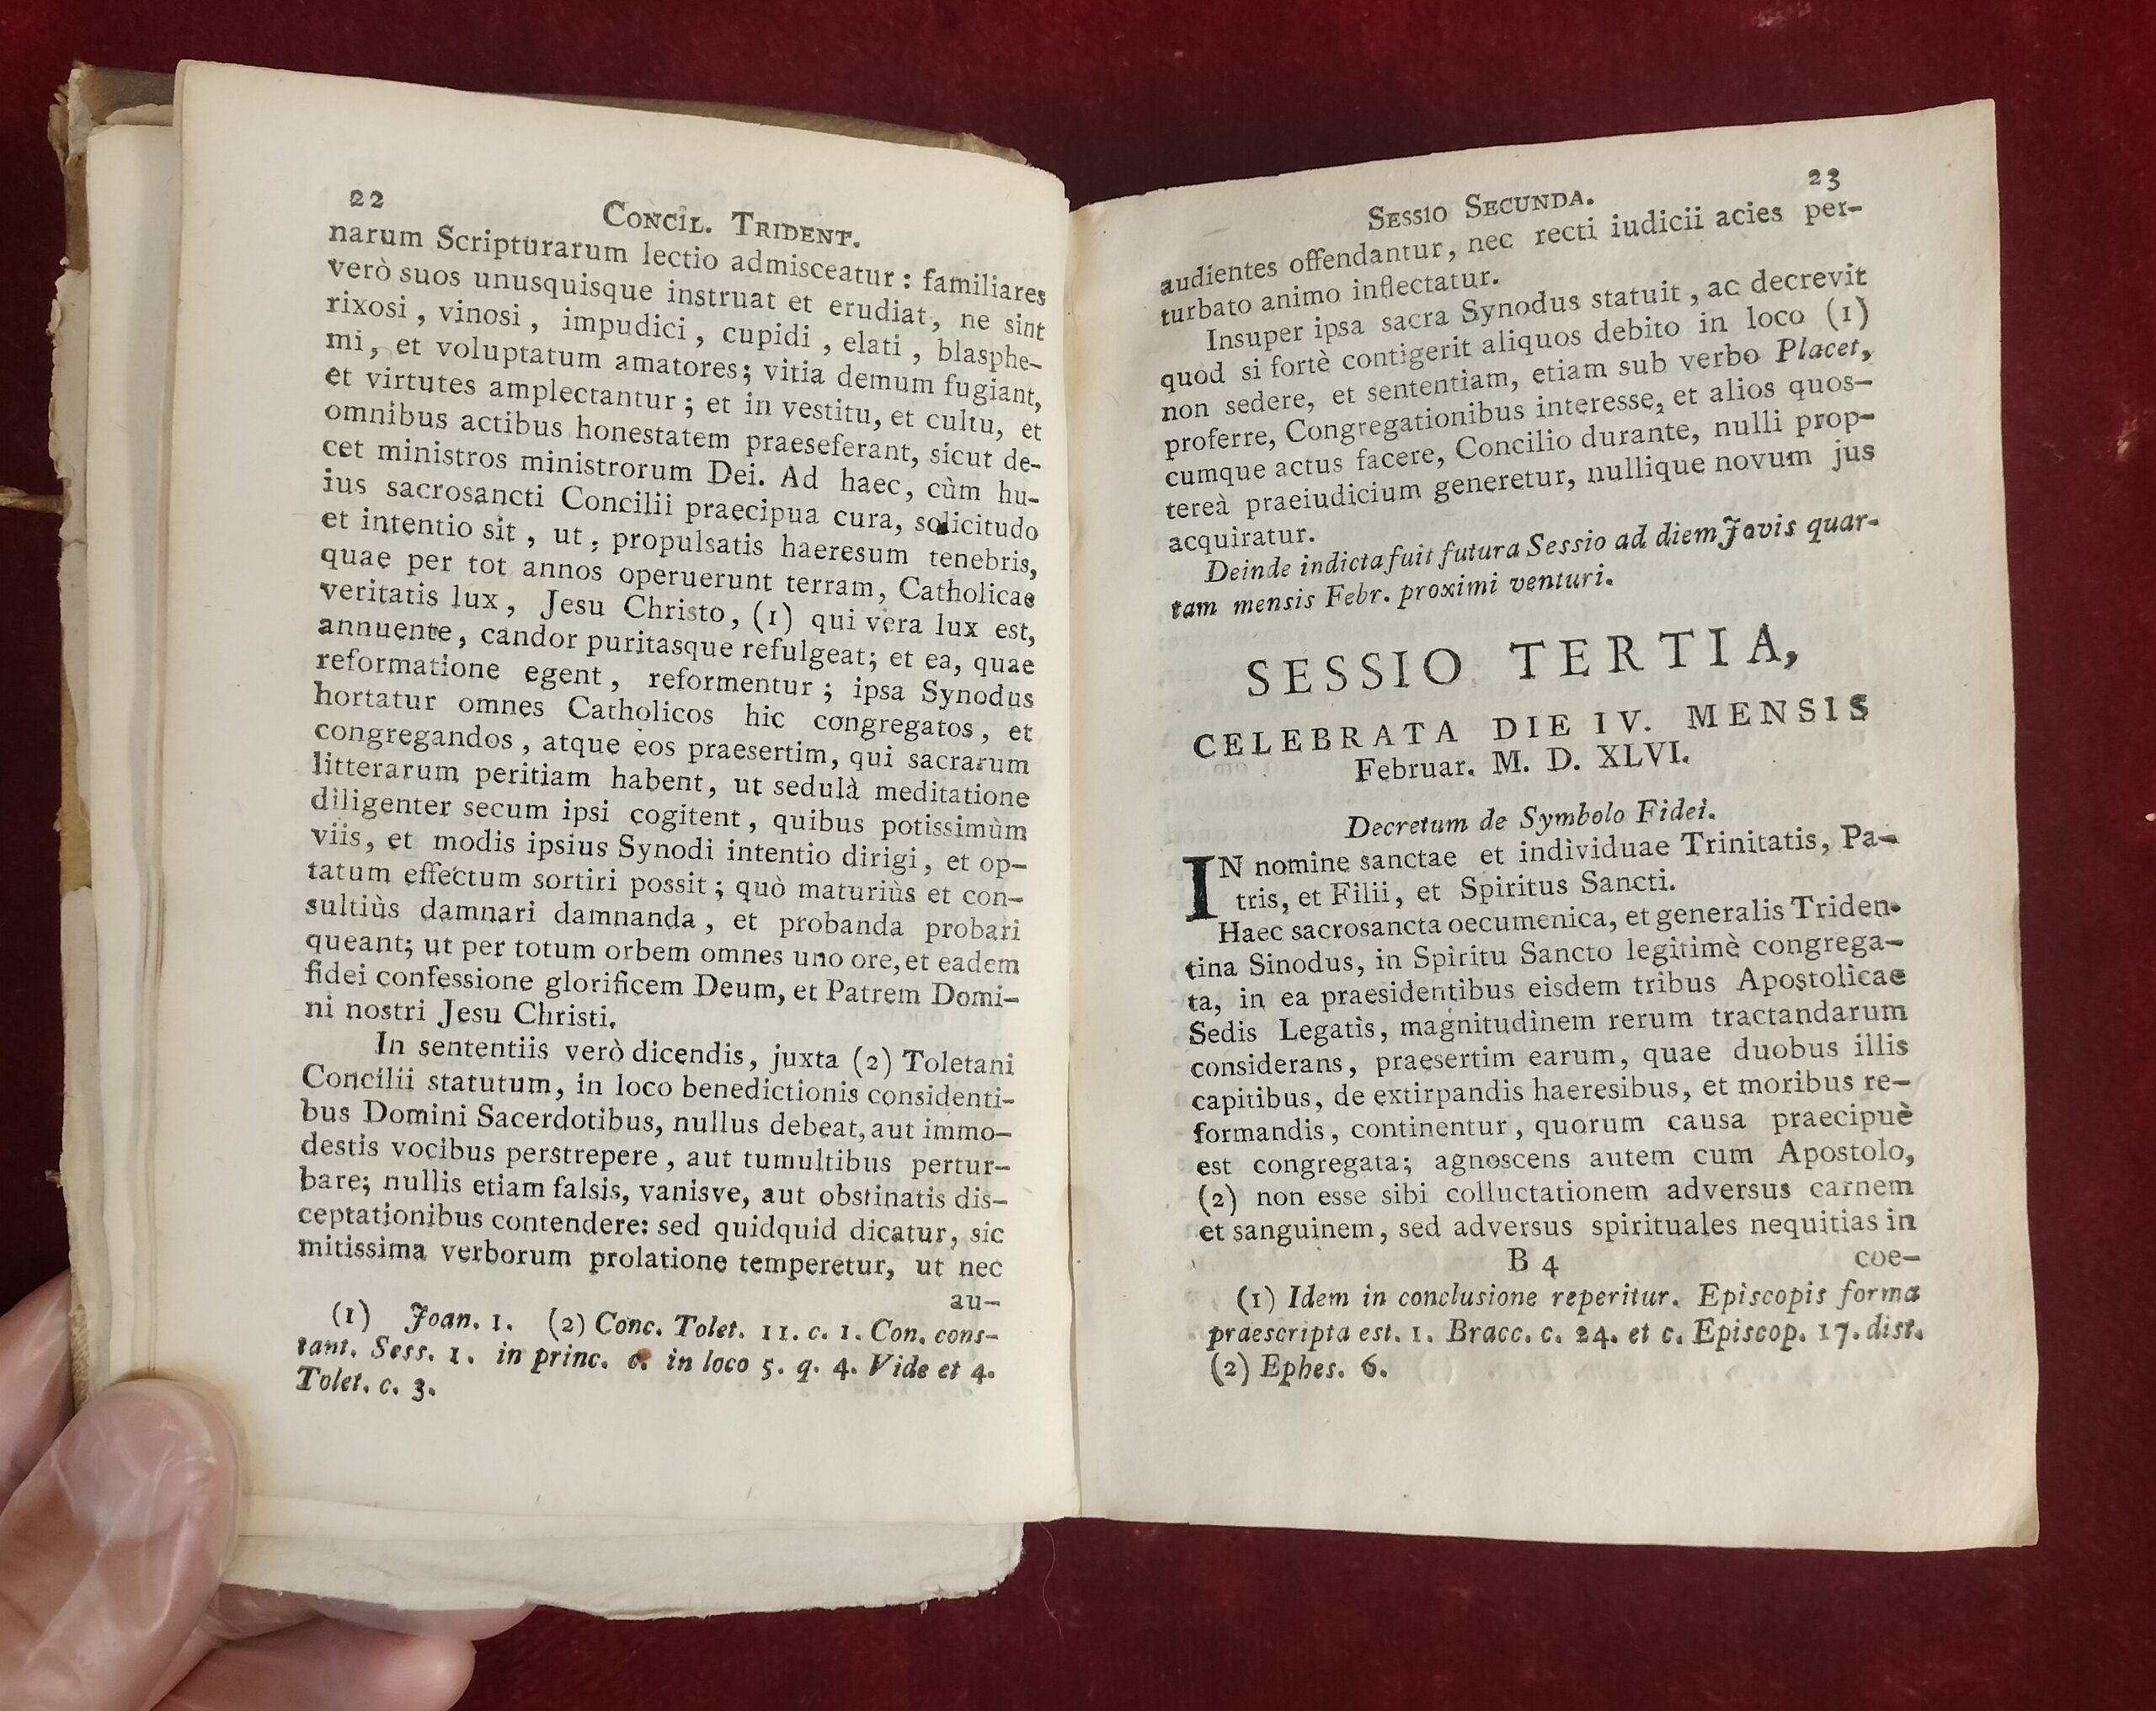 22
CONCIL. TRIDENT.
narum Scripturarum lectio admisceatur : familiares
verò suos unusquisque instruat et erudiat, ne sint
rixosi , vinosi , impudici , cupidi , elati , blasphe-
mi, et voluptatum amatores; vitia demum fugiant,
et virtutes amplectantur ; et in vestitu, et cultu, et
omnibus actibus honestatem praeseferant, sicut de-
cet ministros ministrorum Dei. Ad haec, cùm hu-
ius sacrosancti Concilii praecipua cura, solicitudo
et intentio sit , ut , propulsatis haeresum tenebris,
quae per tot annos operuerunt terram, Catholicae
veritatis lux, Jesu Christo, (1) qui vera lux est,
annuente, candor puritasque refulgeat; et ea, quae
reformatione egent, reformentur ; ipsa Synodus
hortatur omnes Catholicos hic congregatos, et
congregandos , atque eos praesertim, qui sacrarum
litterarum peritiam habent, ut sedulà meditatione
diligenter secum ipsi cogitent, quibus potissimùm
viis, et modis ipsius Synodi intentio dirigi, et op-
tatum effectum sortiri possit ; quò maturiùs et con-
sultiùs damnari damnanda , et probanda probari
queant; ut per totum orbem omnes uno ore, et eadem
fidei confessione glorificem Deum, et Patrem Domi-
ni nostri Jesu Christi.
In sententiis verò dicendis, juxta (2) Toletani
Concilii statutum, in loco benedictionis considenti-
bus Domini Sacerdotibus, nullus debeat, aut immo-
destis vocibus perstrepere , aut tumultibus pertur-
bare; nullis etiam falsis, vanisve, aut obstinatis dis-
ceptationibus contendere: sed quidquid dicatur, sic
mitissima verborum prolatione temperetur, ut nec
au-
(1) Joan. 1. (2) Conc. Tolet. 11. c. 1. Con. cons-
tant. Sess. 1. in princ. c. in loco 5. q. 4. Vide et 4.
Tolet. c. 3.
SESSIO SECUNDA.
23
audientes offendantur, nec recti iudicii acies per-
turbato animo inflectatur.
Insuper ipsa sacra Synodus statuit , ac decrevit
quod si fortè contigerit aliquos debito in loco (1)
non sedere, et sententiam, etiam sub verbo Placet,
proferre, Congregationibus interesse, et alios quos-
cumque actus facere, Concilio durante, nulli prop-
tereà praeiudicium generetur, nullique novum jus
acquiratur.
Deinde indicta fuit futura Sessio ad diem Jovis quar-
tam mensis Febr. proximi venturi.
SESSIO TERTIA,
CELEBRATA DIE IV. MENSIS
Februar. M. D. XLVI.
Decretum de Symbolo Fidei.
IN nomine sanctae et individuae Trinitatis, Pa-
tris, et Filii, et Spiritus Sancti.
Haec sacrosancta oecumenica, et generalis Triden-
tina Sinodus, in Spiritu Sancto legitimè congrega-
ta, in ea praesidentibus eisdem tribus Apostolicae
Sedis Legatis, magnitudinem rerum tractandarum
considerans, praesertim earum, quae duobus illis
capitibus, de extirpandis haeresibus, et moribus re-
formandis, continentur, quorum causa praecipuè
est congregata; agnoscens autem cum Apostolo,
(2) non esse sibi colluctationem adversus carnem
et sanguinem, sed adversus spirituales nequitias in
B 4 coe-
(1) Idem in conclusione reperitur. Episcopis forma
praescripta est. 1. Bracc. c. 24. et c. Episcop. 17. dist.
(2) Ephes. 6.